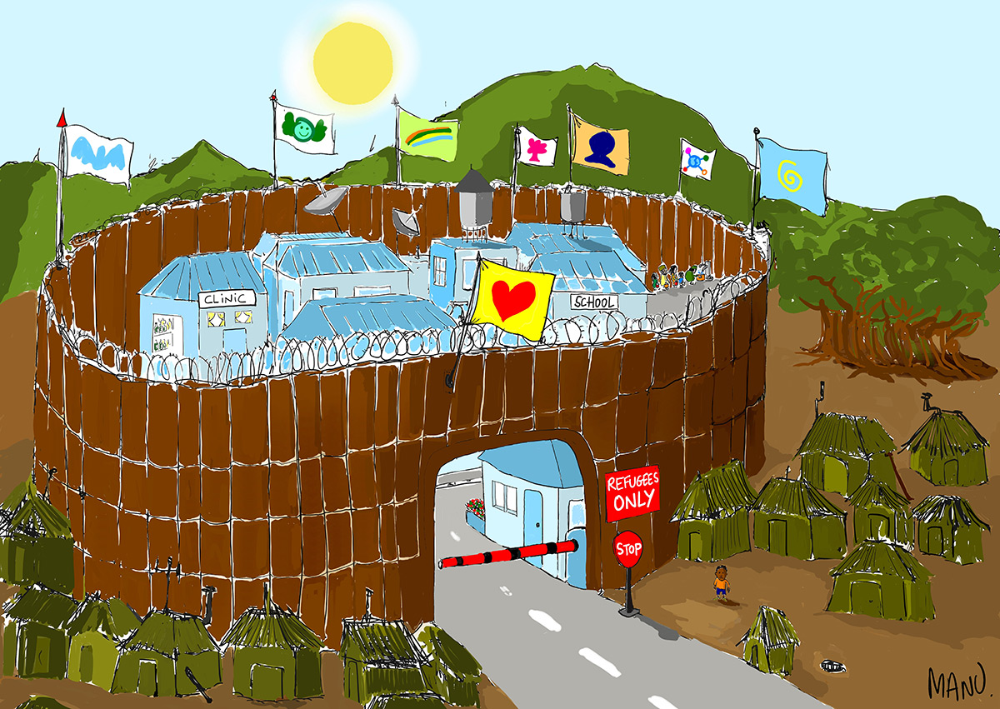 CLINIC
SCHOOL
REFUGEES
ONLY
STOP
MANU.